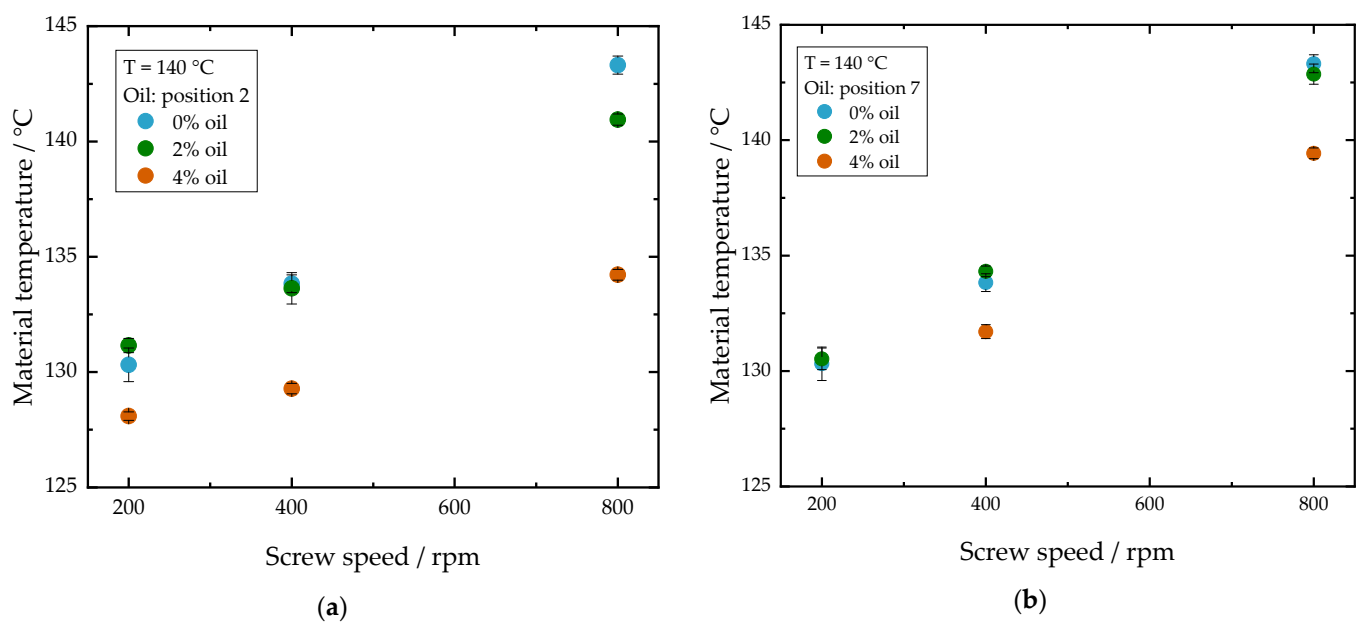 145
140
135
130
125
Material temperature / °C
T = 140 °C
Oil: position 2
0% oil
2% oil
4% oil
200
400
600
800
Screw speed / rpm
(a)
145
140
135
130
125
Material temperature / °C
T = 140 °C
Oil: position 7
0% oil
2% oil
4% oil
200
400
600
800
Screw speed / rpm
(b)